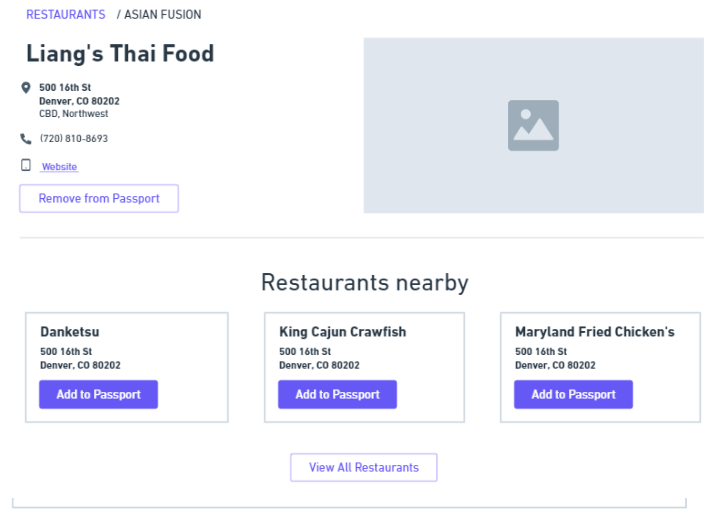 RESTAURANTS / ASIAN FUSION
Liang's Thai Food
500 16th St
Denver, CO 80202
CBD, Northwest
(720) 810-8693
Website
Remove from Passport
Restaurants nearby
Danketsu
500 16th St
Denver, CO 80202
Add to Passport
King Cajun Crawfish
500 16th St
Denver, CO 80202
Add to Passport
Maryland Fried Chicken's
500 16th St
Denver, CO 80202
Add to Passport
View All Restaurants